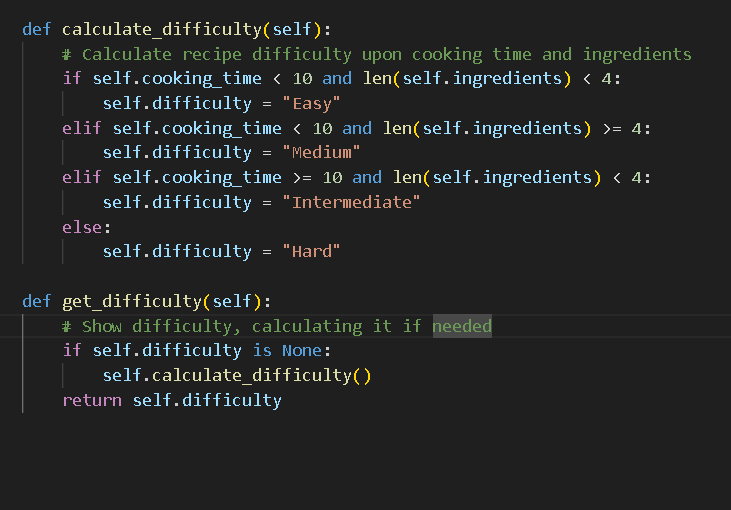 def calculate_difficulty(self):
    # Calculate recipe difficulty upon cooking time and ingredients
    if self.cooking_time < 10 and len(self.ingredients) < 4:
        self.difficulty = "Easy"
    elif self.cooking_time < 10 and len(self.ingredients) >= 4:
        self.difficulty = "Medium"
    elif self.cooking_time >= 10 and len(self.ingredients) < 4:
        self.difficulty = "Intermediate"
    else:
        self.difficulty = "Hard"

def get_difficulty(self):
    # Show difficulty, calculating it if needed
    if self.difficulty is None:
        self.calculate_difficulty()
    return self.difficulty